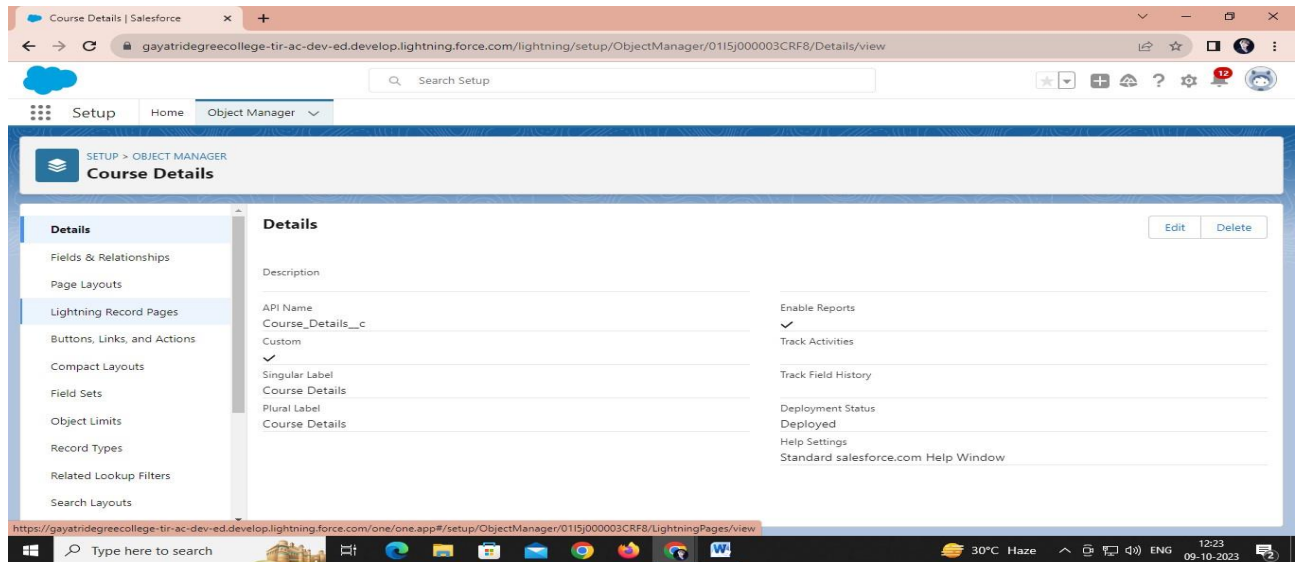 Course Details | Salesforce
gayatridegreecollege-tir-ac-dev-ed.develop.lightning.force.com/lightning/setup/ObjectManager/01I5j000003CRF8/Details/view
Search Setup
12
Setup Home Object Manager
SETUP > OBJECT MANAGER
Course Details
Details
Fields & Relationships
Page Layouts
Lightning Record Pages
Buttons, Links, and Actions
Compact Layouts
Field Sets
Object Limits
Record Types
Related Lookup Filters
Search Layouts
Details
Edit Delete
Description
API Name
Course_Details__c
Custom
Singular Label
Course Details
Plural Label
Course Details
Enable Reports
Track Activities
Track Field History
Deployment Status
Deployed
Help Settings
Standard salesforce.com Help Window
https://gayatridegreecollege-tir-ac-dev-ed.develop.lightning.force.com/one/one.app#/setup/ObjectManager/01I5j000003CRF8/LightningPages/view
Type here to search
30°C Haze
ENG
12:23
09-10-2023
2